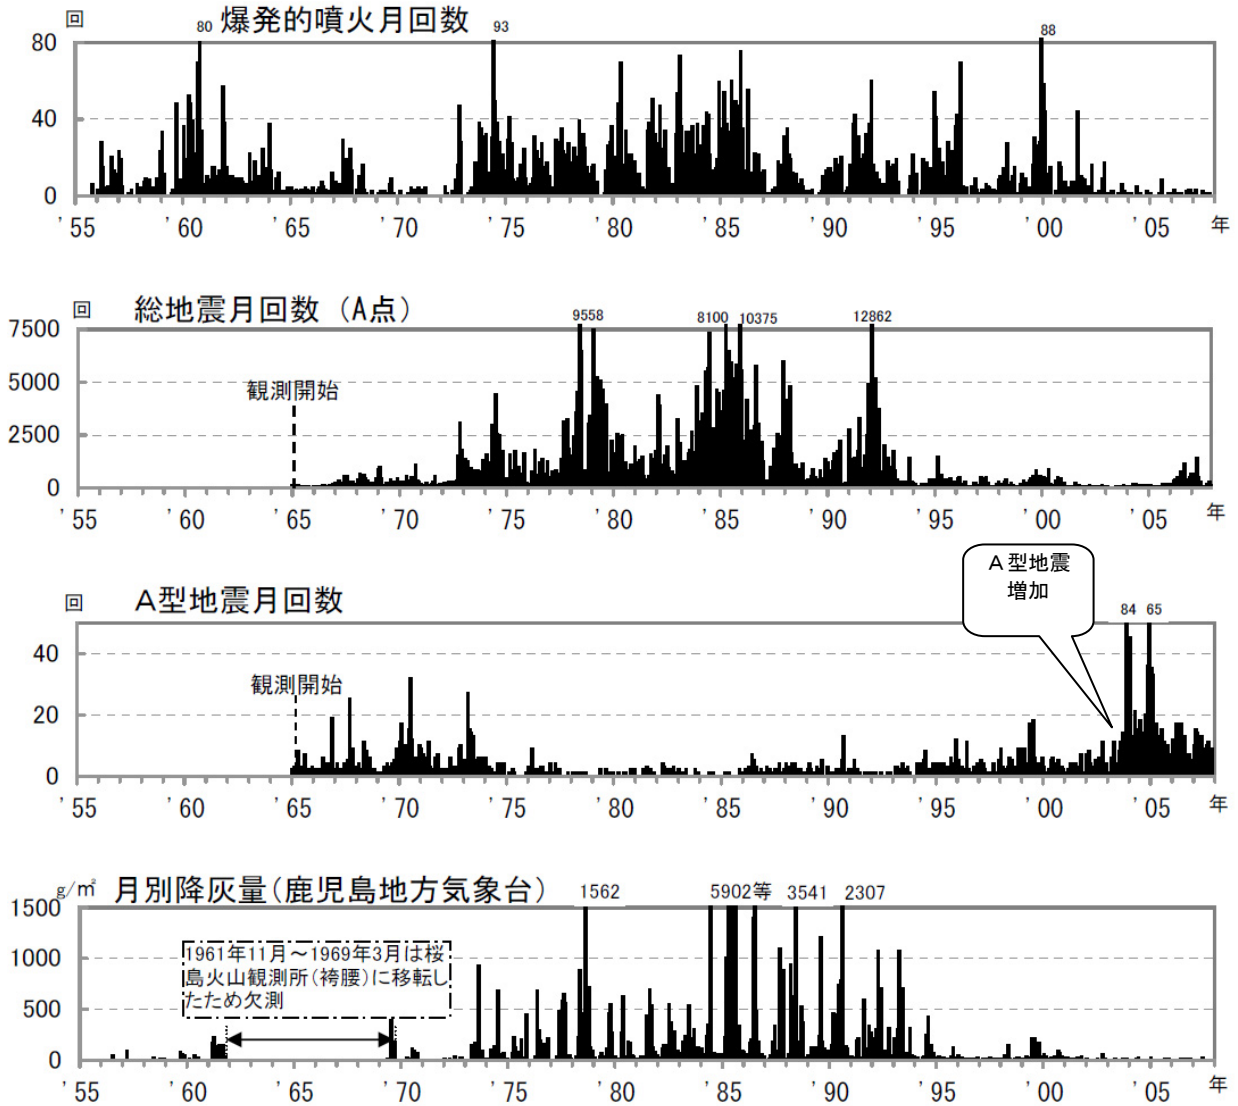 回 80 爆発的噴火月回数 93 88
80
40
0
'55 '60 '65 '70 '75 '80 '85 '90 '95 '00 '05 年
回 総地震月回数 (A点) 9558 8100 10375 12862
7500
5000
観測開始
2500
0
'55 '60 '65 '70 '75 '80 '85 '90 '95 '00 '05 年
A型地震
増加
回 A型地震月回数 84 65
40
観測開始
20
0
'55 '60 '65 '70 '75 '80 '85 '90 '95 '00 '05 年
g/㎡ 月別降灰量(鹿児島地方気象台) 1562 5902等 3541 2307
1500
1961年11月～1969年3月は桜
島火山観測所(袴腰)に移転し
たため欠測
1000
500
0
'55 '60 '65 '70 '75 '80 '85 '90 '95 '00 '05 年